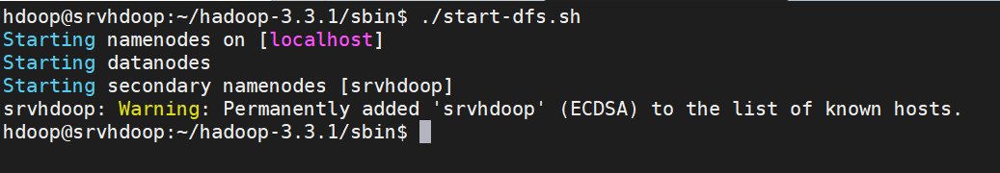 hdoop@srvhdoop:~/hadoop-3.3.1/sbin$ ./start-dfs.sh
Starting namenodes on [localhost]
Starting datanodes
Starting secondary namenodes [srvhdoop]
srvhdoop: Warning: Permanently added 'srvhdoop' (ECDSA) to the list of known hosts.
hdoop@srvhdoop:~/hadoop-3.3.1/sbin$